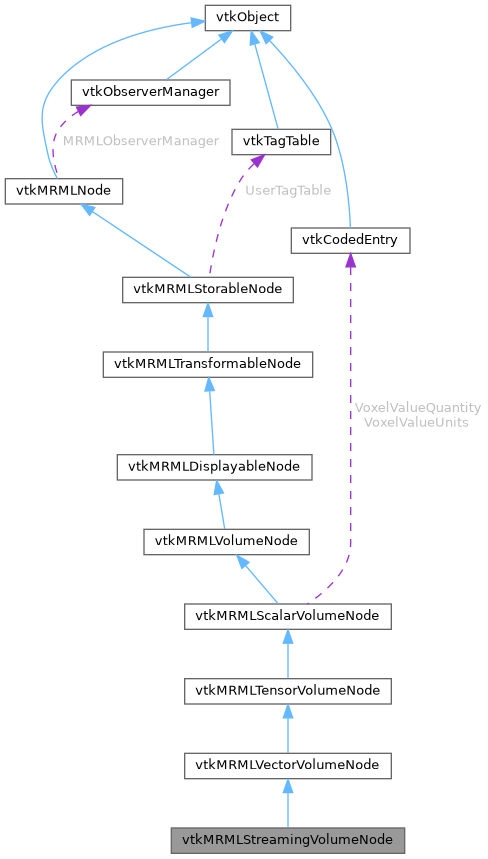 vtkObject
vtkObserverManager
vtkTagTable
MRMLObserverManager
vtkMRMLNode
UserTagTable
vtkCodedEntry
vtkMRMLStorableNode
vtkMRMLTransformableNode
VoxelValueQuantity
VoxelValueUnits
vtkMRMLDisplayableNode
vtkMRMLVolumeNode
vtkMRMLScalarVolumeNode
vtkMRMLTensorVolumeNode
vtkMRMLVectorVolumeNode
vtkMRMLStreamingVolumeNode